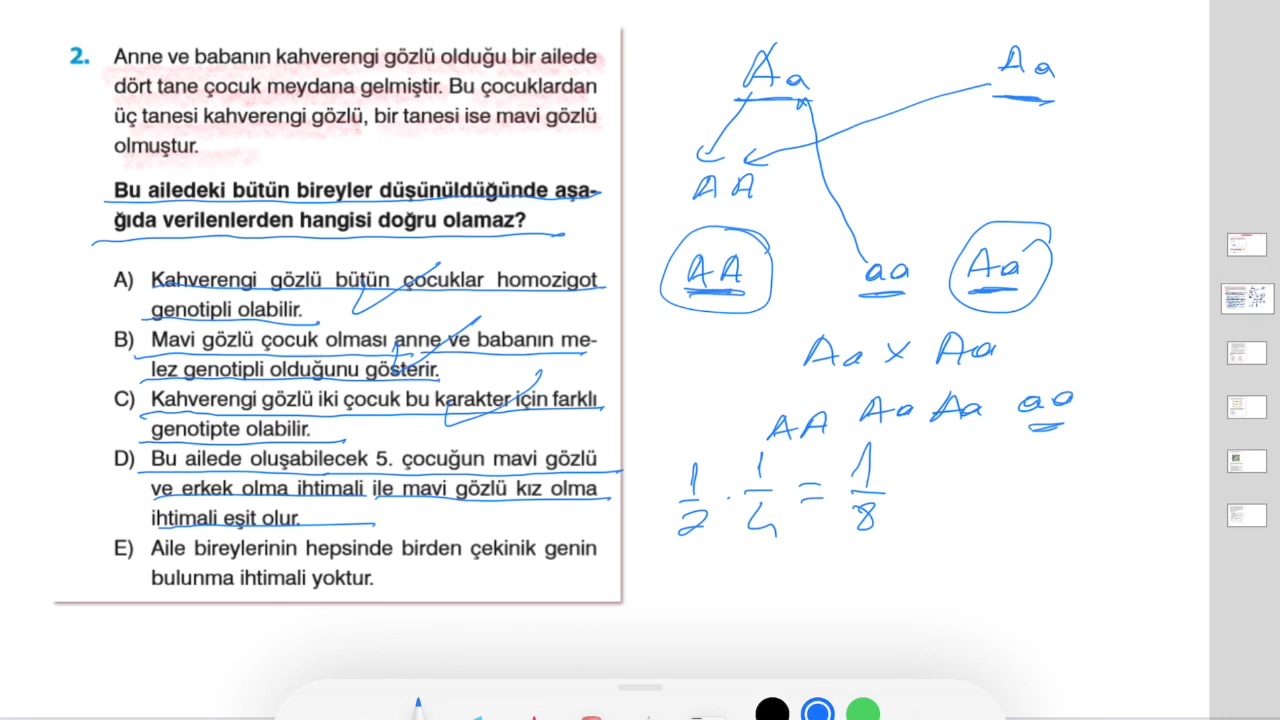 2. Anne ve babanın kahverengi gözlü olduğu bir ailede
dört tane çocuk meydana gelmiştir. Bu çocuklardan
üç tanesi kahverengi gözlü, bir tanesi ise mavi gözlü
olmuştur.
Bu ailedeki bütün bireyler düşünüldüğünde aşa-
ğıda verilenlerden hangisi doğru olamaz?
A) Kahverengi gözlü bütün çocuklar homozigot
genotipli olabilir.
B) Mavi gözlü çocuk olması anne ve babanın me-
lez genotipli olduğunu gösterir.
C) Kahverengi gözlü iki çocuk bu karakter için farklı
genotipte olabilir.
D) Bu ailede oluşabilecek 5. çocuğun mavi gözlü
ve erkek olma ihtimali ile mavi gözlü kız olma
ihtimali eşit olur.
E) Aile bireylerinin hepsinde birden çekinik genin
bulunma ihtimali yoktur.
Aa Aa
A A
AA aa Aa
Aa x Aa
AA Aa Aa aa
1/2 . 1/4 = 1/8